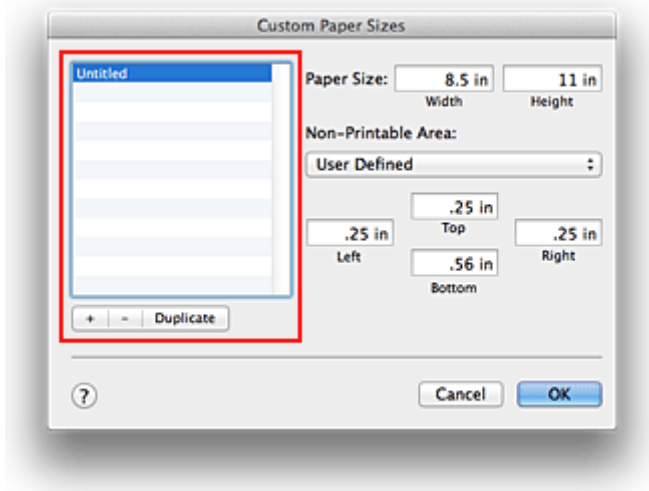 Custom Paper Sizes
Untitled
Paper Size: 8.5 in 11 in
Width Height
Non-Printable Area:
User Defined
.25 in
Top
.25 in .25 in
Left Right
.56 in
Bottom
+ - Duplicate
? Cancel OK